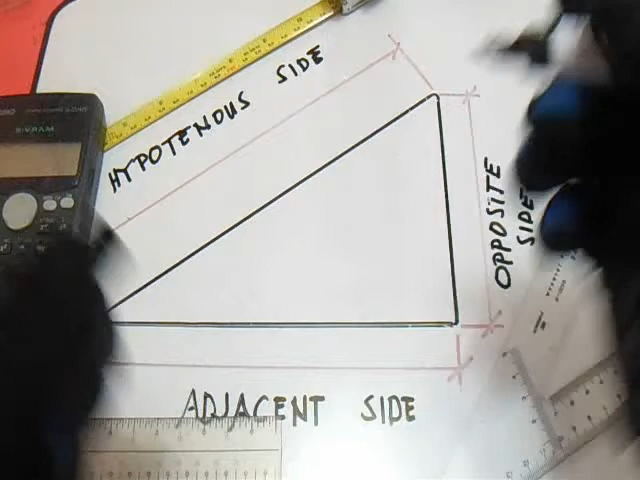 HYPOTENOUS SIDE
OPPOSITE
SIDE
ADJACENT SIDE
S-V.P.A.M.